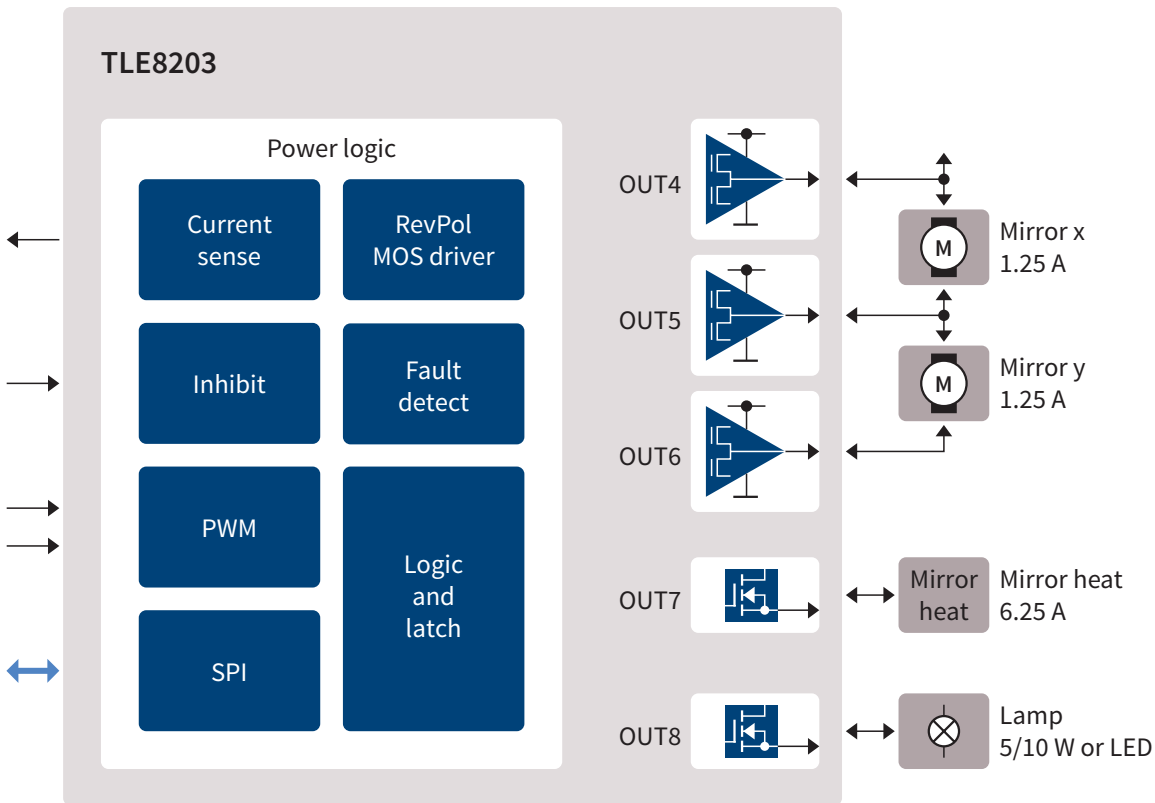 TLE8203
Power logic
Current
sense
RevPol
MOS driver
Inhibit
Fault
detect
PWM
Logic
and
latch
SPI
OUT4
OUT5
OUT6
OUT7
OUT8
M
Mirror x
1.25 A
M
Mirror y
1.25 A
Mirror
heat
Mirror heat
6.25 A
Lamp
5/10 W or LED